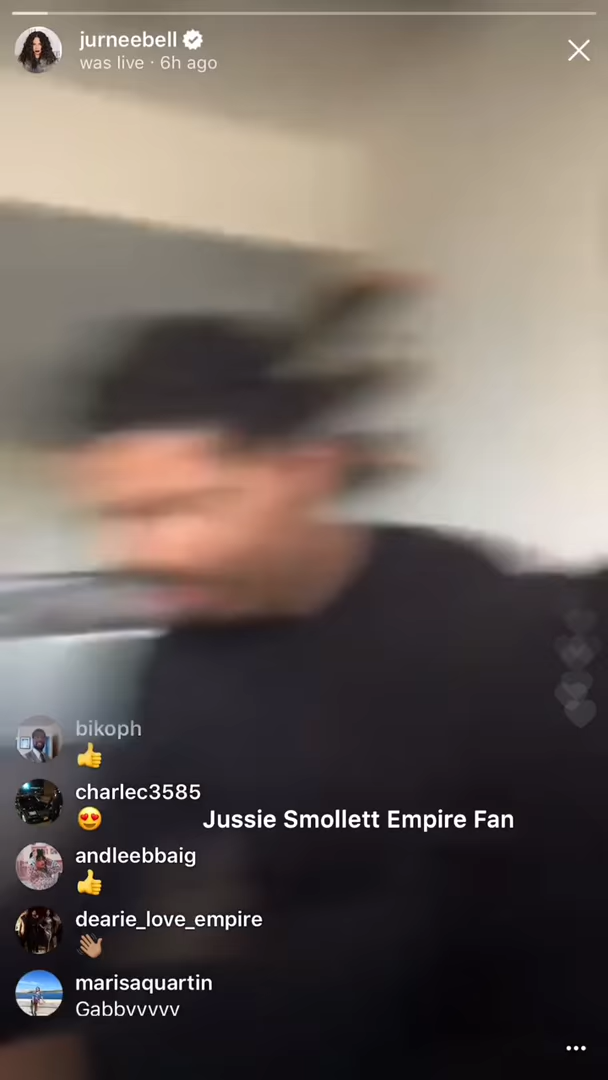 jurneebell
was live · 6h ago
bikoph
👍
charlec3585
😍
Jussie Smollett Empire Fan
andleebbaig
👍
dearie_love_empire
👋🏽
marisaquartin
Gabbvvvvv